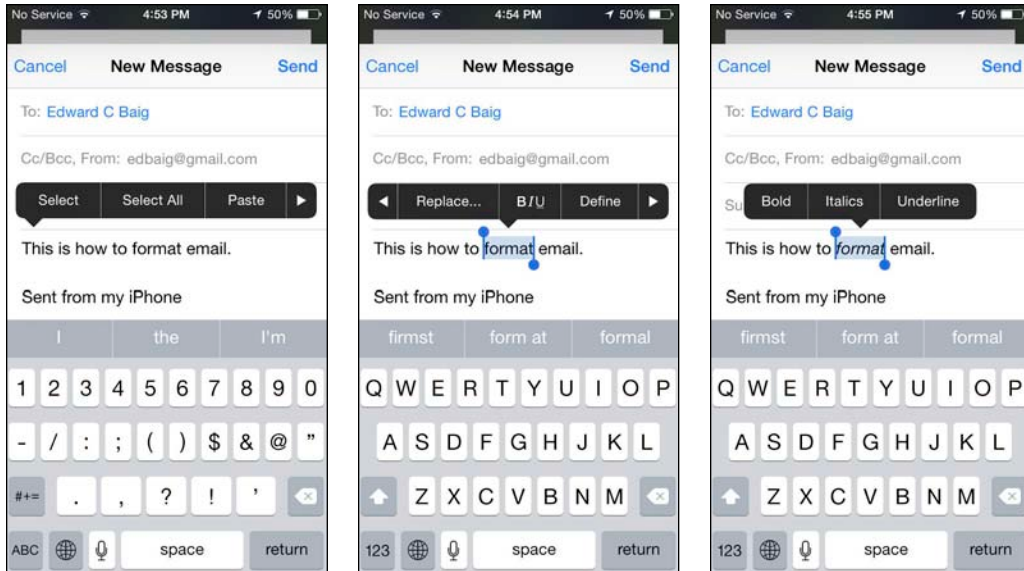 No Service 4:53 PM 50%
Cancel New Message Send
To: Edward C Baig
Cc/Bcc, From: edbaig@gmail.com
Select Select All Paste
This is how to format email.
Sent from my iPhone
I the I'm
1 2 3 4 5 6 7 8 9 0
- / : ; ( ) $ & @ "
#+= . , ? ! '
ABC space return
No Service 4:54 PM 50%
Cancel New Message Send
To: Edward C Baig
Cc/Bcc, From: edbaig@gmail.com
Replace... BIU Define
This is how to format email.
Sent from my iPhone
firmst form at formal
Q W E R T Y U I O P
A S D F G H J K L
Z X C V B N M
123 space return
No Service 4:55 PM 50%
Cancel New Message Send
To: Edward C Baig
Cc/Bcc, From: edbaig@gmail.com
Su Bold Italics Underline
This is how to format email.
Sent from my iPhone
firmst form at formal
Q W E R T Y U I O P
A S D F G H J K L
Z X C V B N M
123 space return